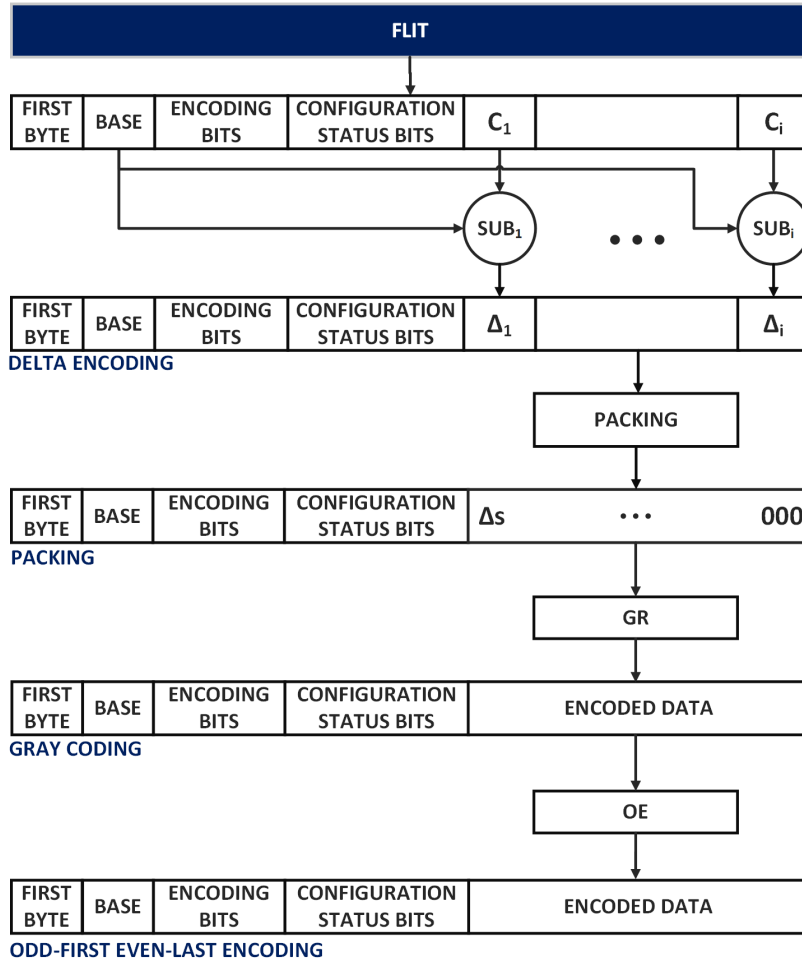 FLIT
FIRST BYTE
BASE
ENCODING BITS
CONFIGURATION STATUS BITS
C₁
Cᵢ
SUB₁
• • •
SUBᵢ
FIRST BYTE
BASE
ENCODING BITS
CONFIGURATION STATUS BITS
Δ₁
Δᵢ
DELTA ENCODING
PACKING
FIRST BYTE
BASE
ENCODING BITS
CONFIGURATION STATUS BITS
Δs
• • •
000
PACKING
GR
FIRST BYTE
BASE
ENCODING BITS
CONFIGURATION STATUS BITS
ENCODED DATA
GRAY CODING
OE
FIRST BYTE
BASE
ENCODING BITS
CONFIGURATION STATUS BITS
ENCODED DATA
ODD-FIRST EVEN-LAST ENCODING